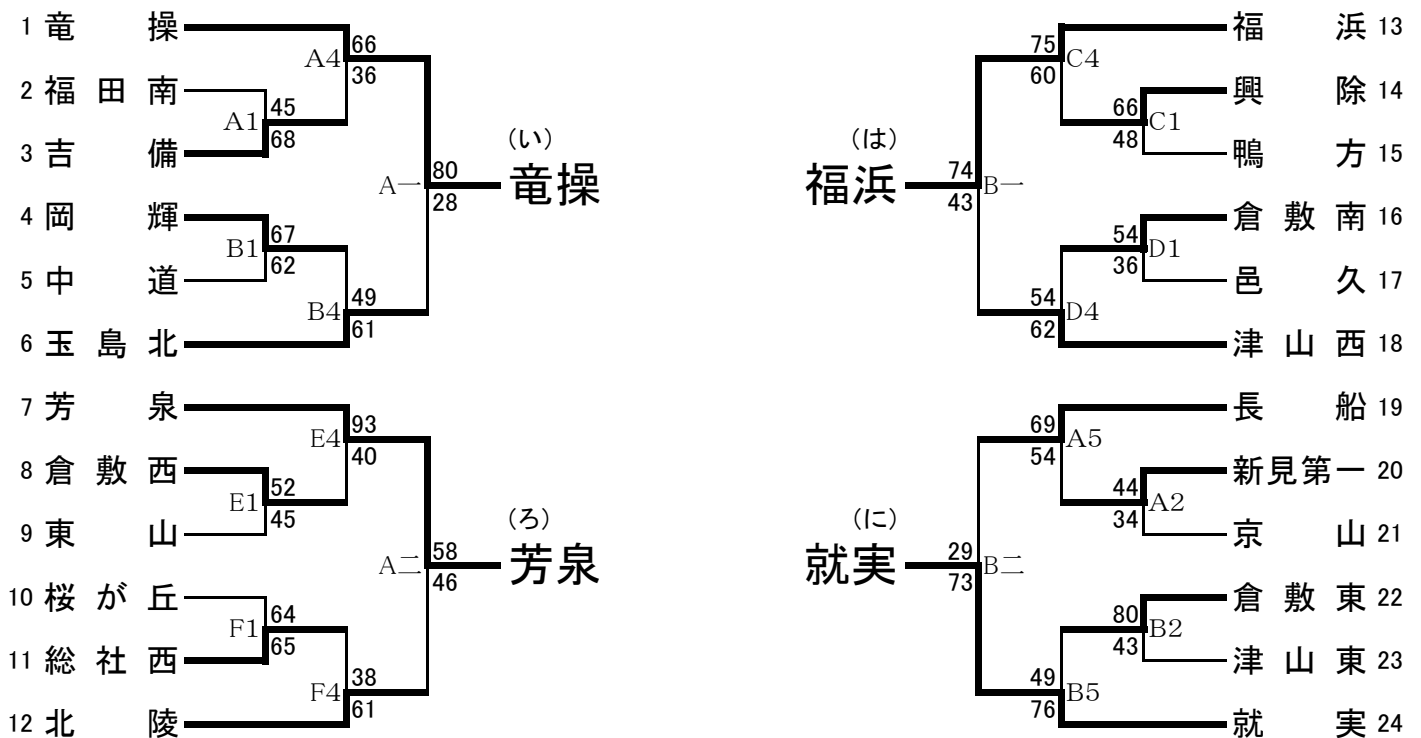 1 竜操
66
A4
36
2 福田南
45
A1
68
3 吉備
(い)
80
A一 竜操
28
4 岡輝
67
B1
62
5 中道
49
B4
61
6 玉島北
7 芳泉
93
E4
40
8 倉敷西
52
E1
45
9 東山
(ろ)
58
A二 芳泉
46
10 桜が丘
64
F1
65
11 総社西
38
F4
61
12 北陵
福浜 13
75
C4
60
興除 14
66
C1
48
鴨方 15
(は)
74
福浜 B一
43
倉敷南 16
54
D1
36
邑久 17
54
D4
62
津山西 18
長船 19
69
A5
54
新見第一 20
44
A2
34
京山 21
(に)
29
就実 B二
73
倉敷東 22
80
B2
43
津山東 23
49
B5
76
就実 24